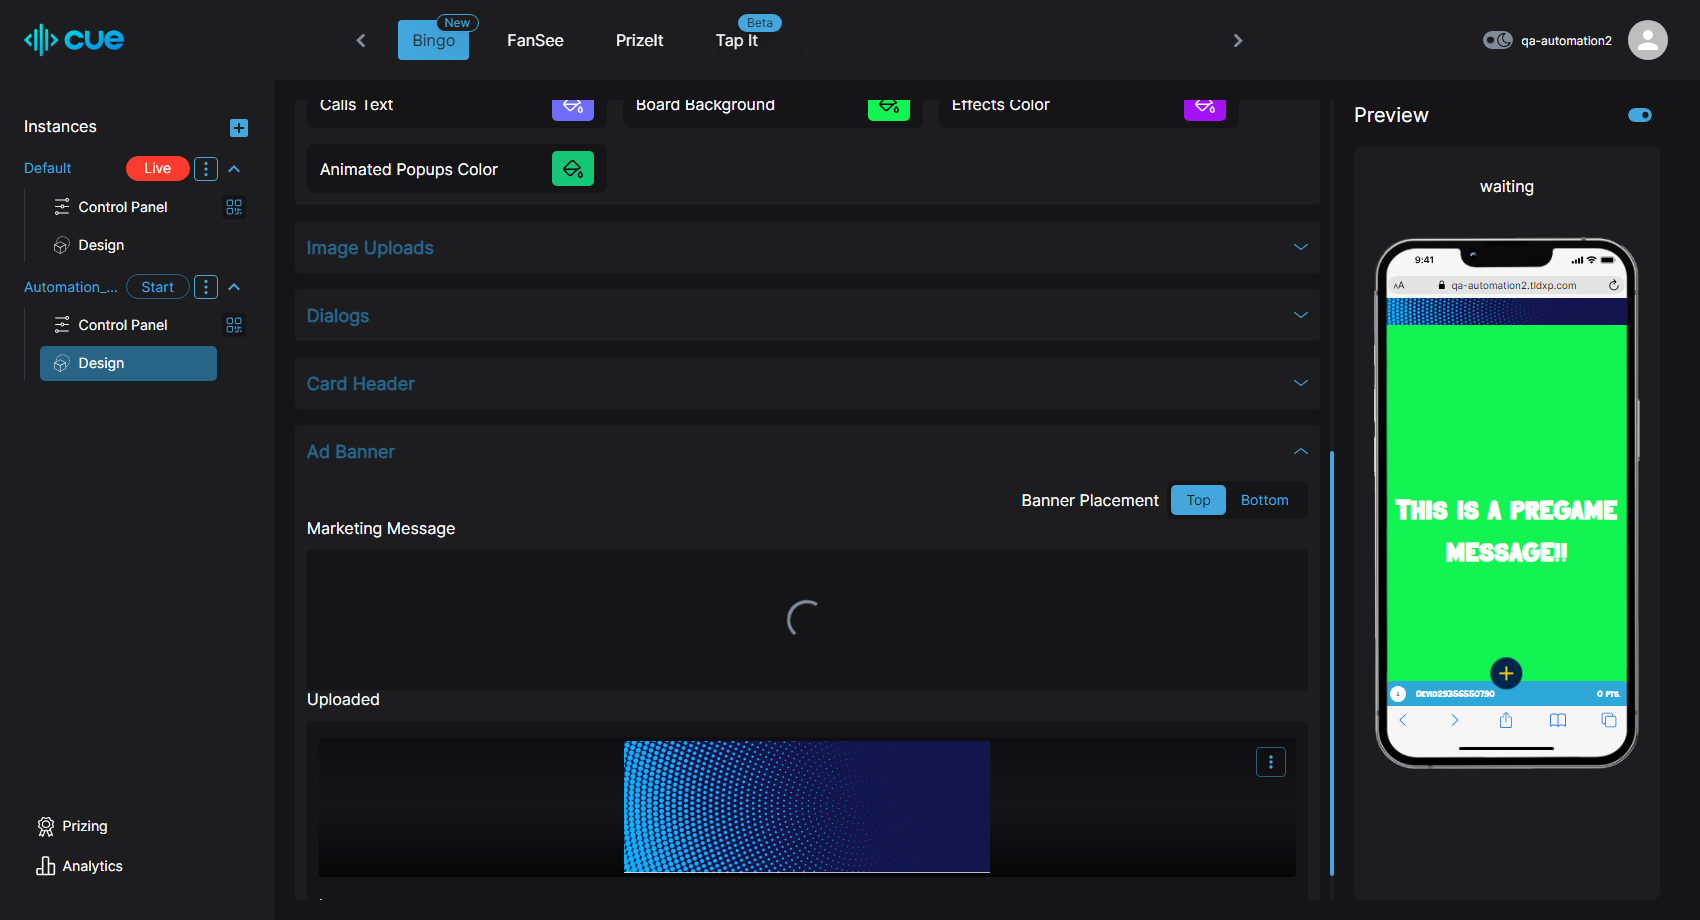 cue
Bingo
New
FanSee
PrizeIt
Tap It
Beta
qa-automation2
Instances
Default
Live
Control Panel
Design
Automation_...
Start
Control Panel
Design
Prizing
Analytics
Calls Text
Board Background
Effects Color
Animated Popups Color
Image Uploads
Dialogs
Card Header
Ad Banner
Banner Placement
Top
Bottom
Marketing Message
Uploaded
Preview
waiting
9:41
AA
qa-automation2.tldxp.com
THIS IS A PREGAME
MESSAGE!!
DEVID29356550790
0 PTS.